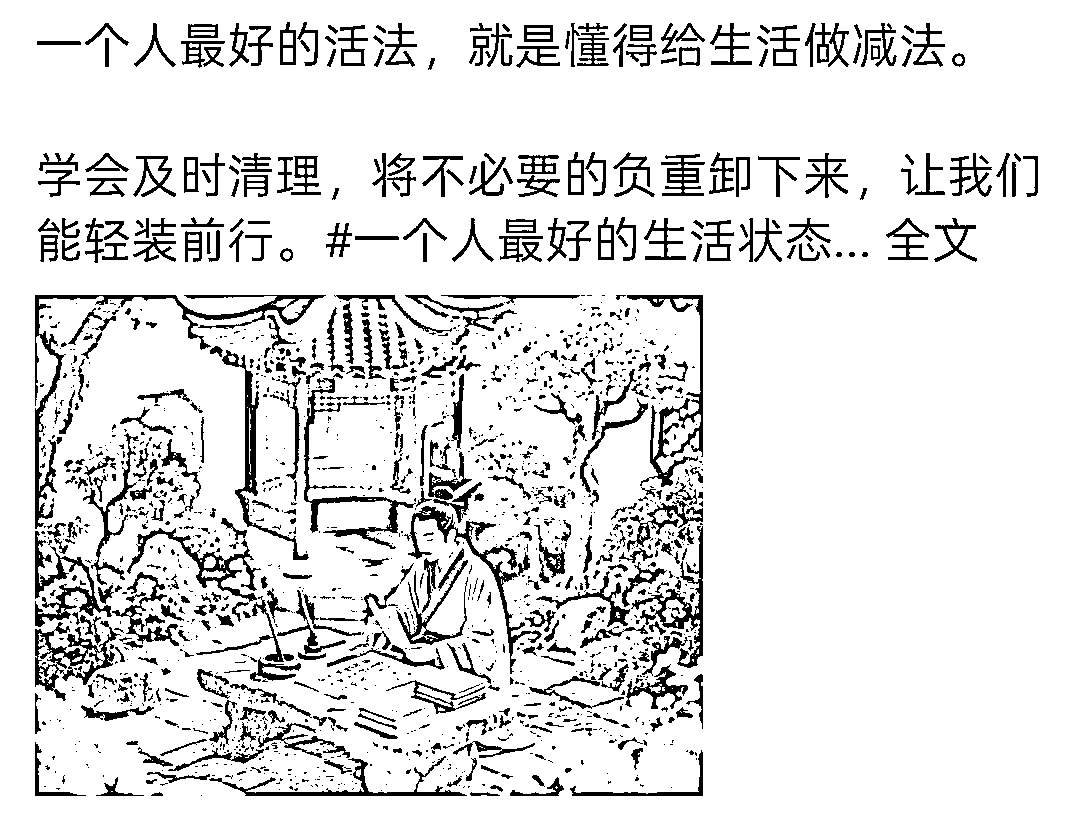 一个人最好的活法，就是懂得给生活做减法。
学会及时清理，将不必要的负重卸下来，让我们
能轻装前行。#一个人最好的生活状态... 全文